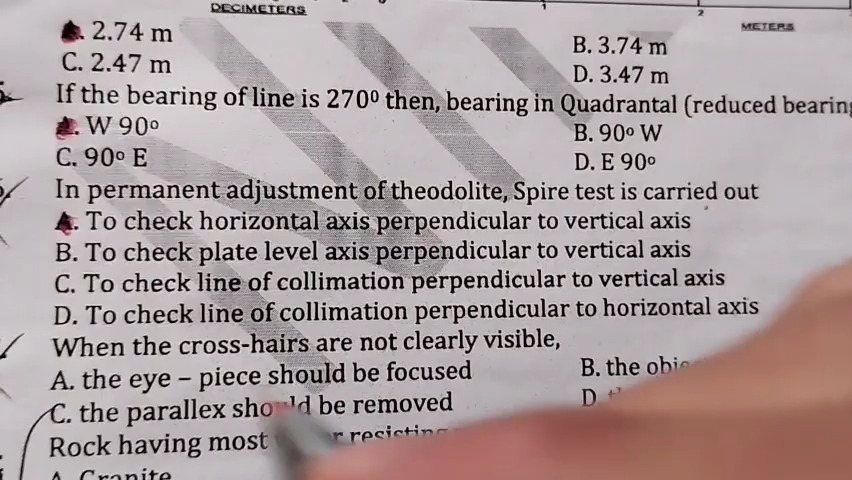 DECIMETERS 1 2 METERS
A. 2.74 m B. 3.74 m
C. 2.47 m D. 3.47 m
If the bearing of line is 270⁰ then, bearing in Quadrantal (reduced bearing
A. W 90⁰ B. 90⁰ W
C. 90⁰ E D. E 90⁰
In permanent adjustment of theodolite, Spire test is carried out
A. To check horizontal axis perpendicular to vertical axis
B. To check plate level axis perpendicular to vertical axis
C. To check line of collimation perpendicular to vertical axis
D. To check line of collimation perpendicular to horizontal axis
When the cross-hairs are not clearly visible,
A. the eye – piece should be focused B. the
C. the parallex should be removed D.
Rock having most
A. Granite